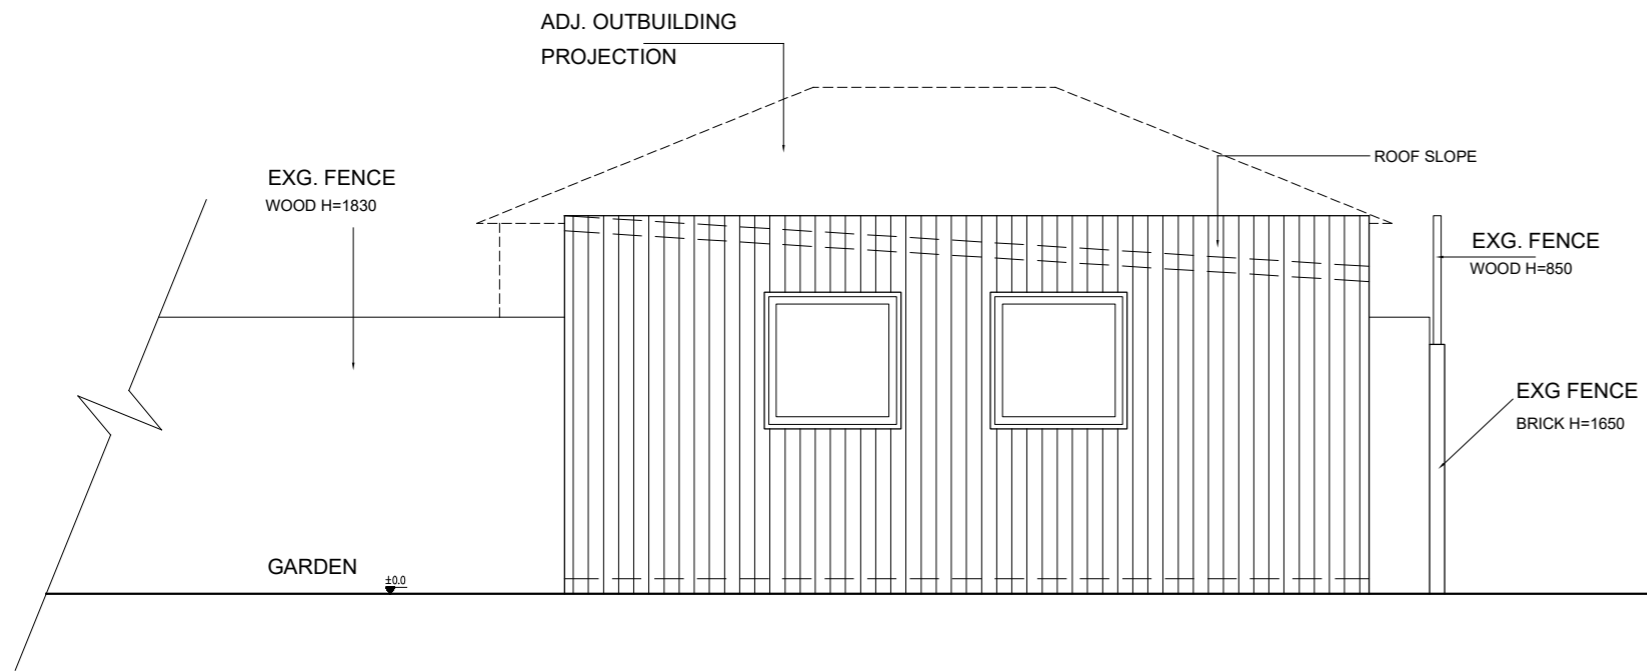 ADJ. OUTBUILDING
PROJECTION
ROOF SLOPE
EXG. FENCE
WOOD H=1830
EXG. FENCE
WOOD H=850
EXG FENCE
BRICK H=1650
GARDEN
±0.0